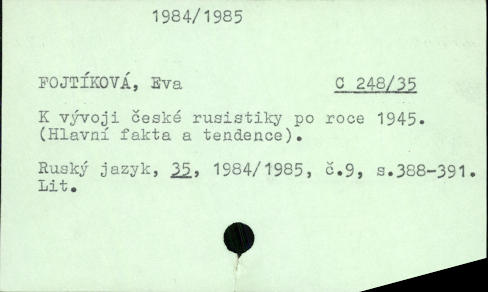 1984/1985
FOJTÍKOVÁ, Eva C 248/35
K vývoji české rusistiky po roce 1945.
(Hlavní fakta a tendence).
Ruský jazyk, 35, 1984/1985, č.9, s.388-391.
Lit.